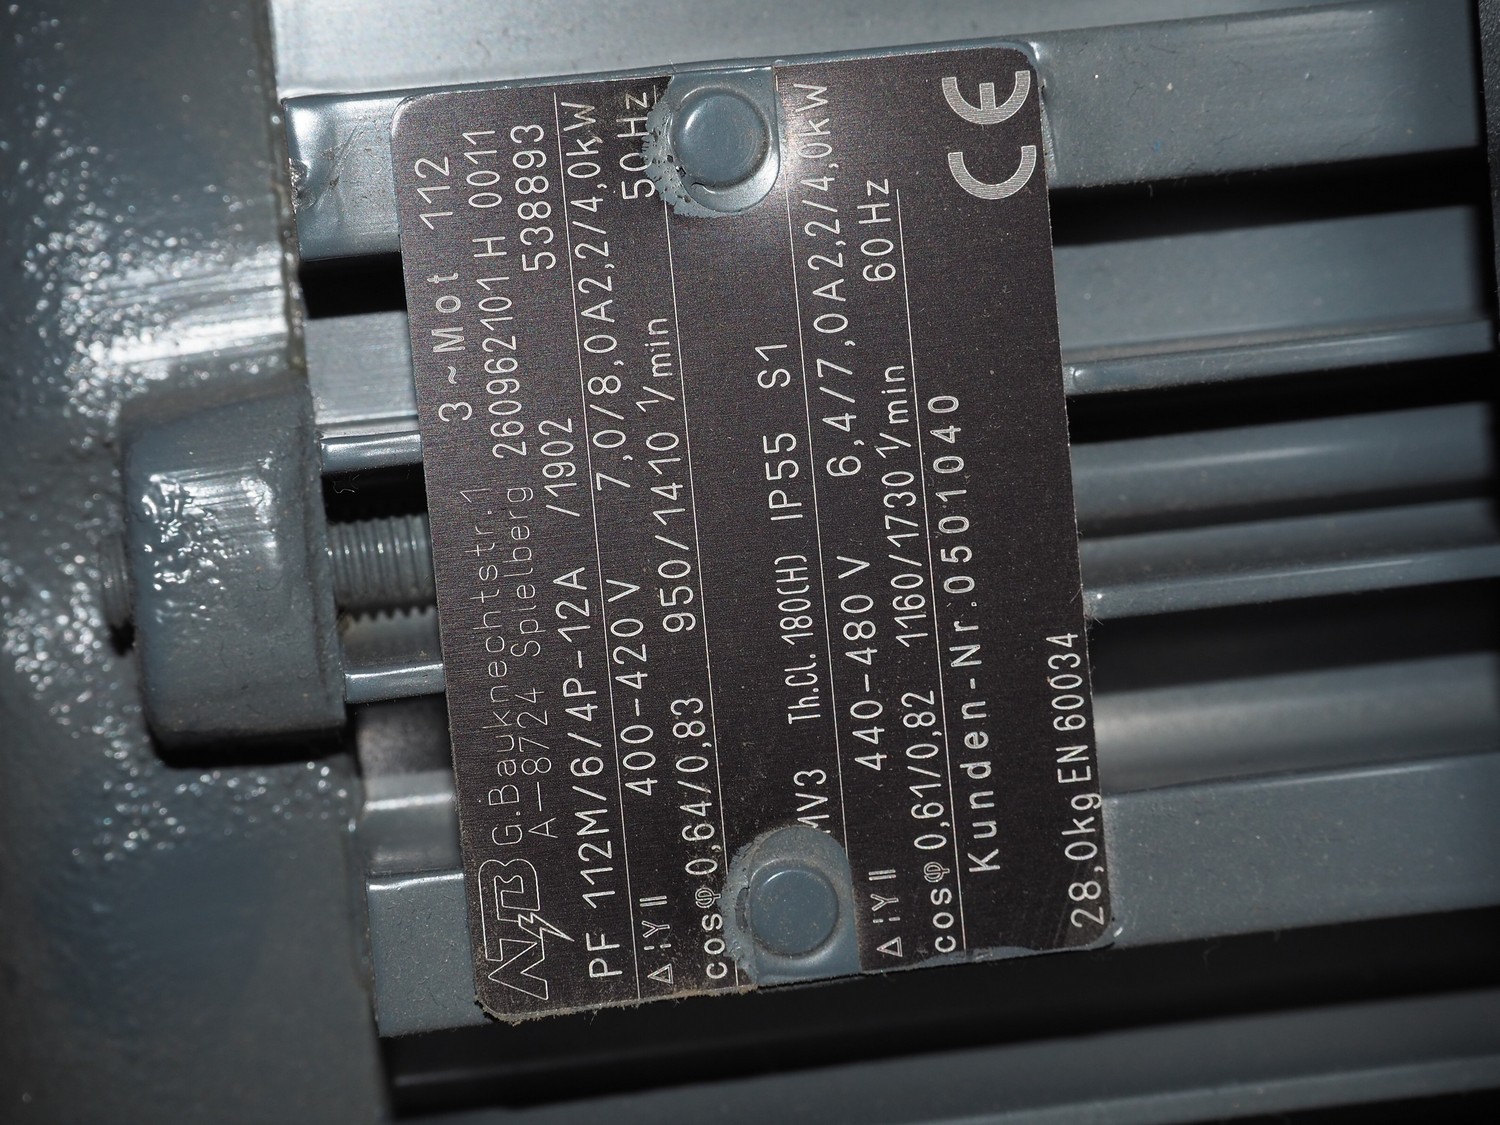 ATB G.Bauknechtstr.1 3~Mot 112
A-8724 Spielberg 260962101 H 0011
PF 112M/6/4P-12A /1902 538893
Δ/YY 400-420 V 7,0/8,0A 2,2/4,0kW
cosφ 0,64/0,83 950/1410 1/min 50 Hz
MV3 Th.Cl.180(H) IP55 S1
Δ/YY 440-480 V 6,4/7,0A 2,2/4,0kW
cosφ 0,61/0,82 1160/1730 1/min 60 Hz
Kunden-Nr.0501040
28,0kg EN 60034 CE